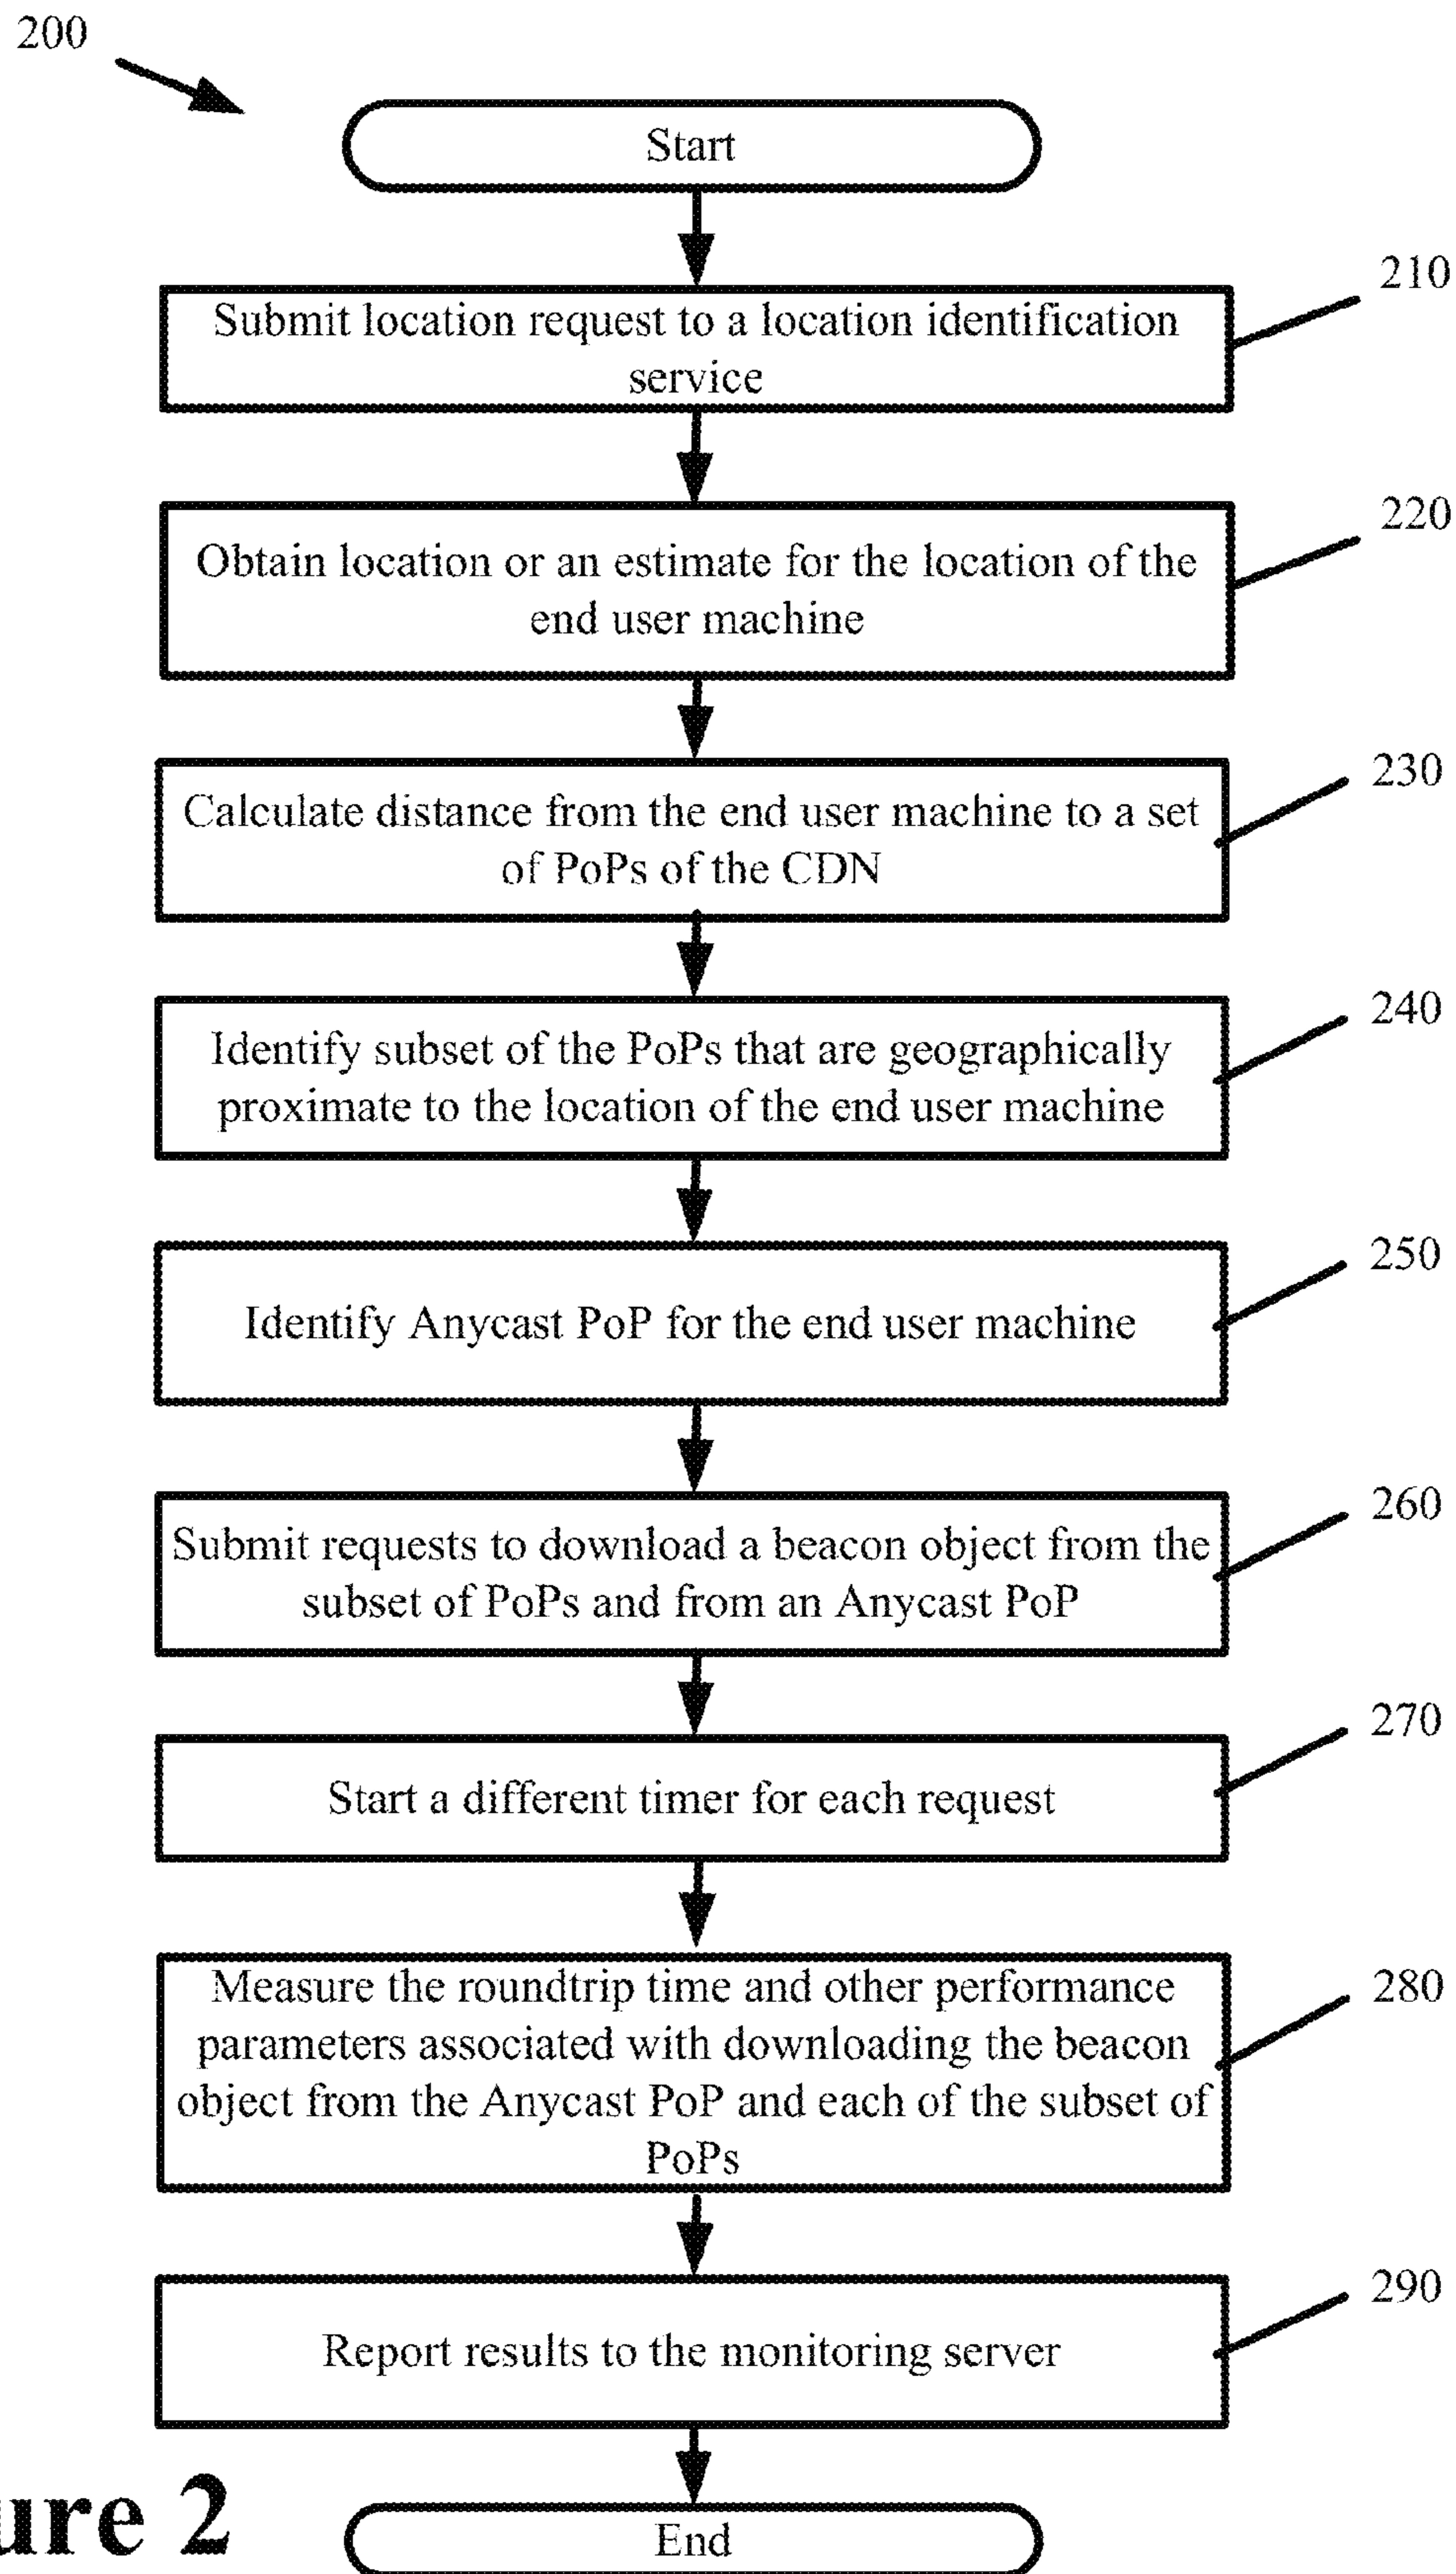 200
Start
210
Submit location request to a location identification
service
220
Obtain location or an estimate for the location of the
end user machine
230
Calculate distance from the end user machine to a set
of PoPs of the CDN
240
Identify subset of the PoPs that are geographically
proximate to the location of the end user machine
250
Identify Anycast PoP for the end user machine
260
Submit requests to download a beacon object from the
subset of PoPs and from an Anycast PoP
270
Start a different timer for each request
280
Measure the roundtrip time and other performance
parameters associated with downloading the beacon
object from the Anycast PoP and each of the subset of
PoPs
290
Report results to the monitoring server
ure 2
End